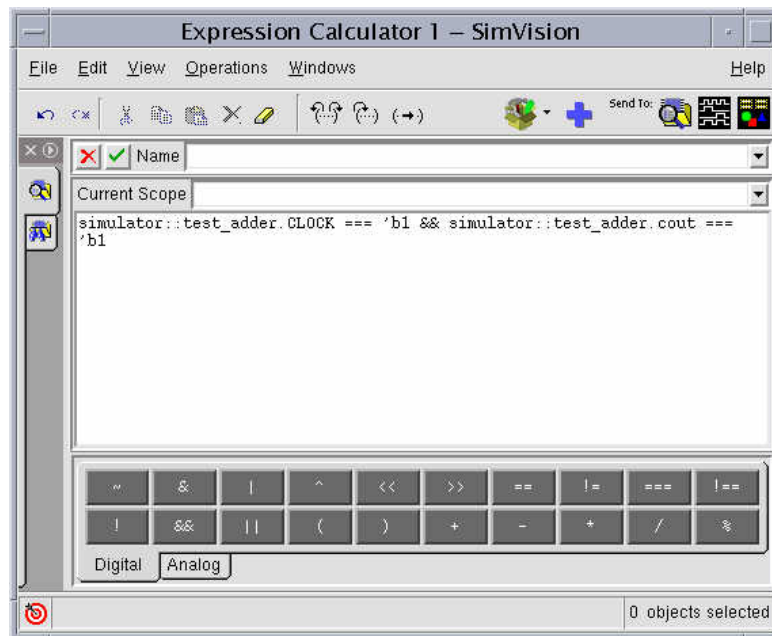 Expression Calculator 1 – SimVision
File Edit View Operations Windows Help
Send To:
Name
Current Scope
simulator::test_adder.CLOCK === 'b1 && simulator::test_adder.cout ===
'b1
~ & | ^ << >> == != === !==
! && || ( ) + - * / %
Digital Analog
0 objects selected